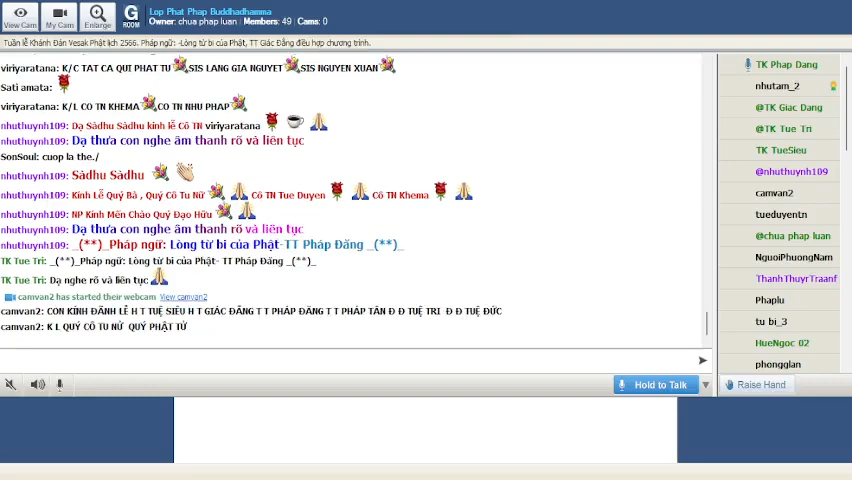 View Cam
My Cam
Enlarge
G
ROOM
Lop Phat Phap Buddhadhamma
Owner: chua phap luan | Members: 49 | Cams: 0
Tuần lễ Khánh Đản Vesak Phật lịch 2566. Pháp ngữ: -Lòng từ bi của Phật, TT Giác Đẳng điều hợp chương trình.
viriyaratana: K/C TAT CA QUI PHAT TU SIS LANG GIA NGUYET SIS NGUYEN XUAN
Sati amata:
viriyaratana: K/L CO TN KHEMA CO TN NHU PHAP
nhuthuynh109: Dạ Sādhu Sādhu kính lễ Cô TN viriyaratana
nhuthuynh109: Dạ thưa con nghe âm thanh rõ và liên tục
SonSoul: cuop la the./
nhuthuynh109: Sādhu Sādhu
nhuthuynh109: Kính Lễ Quý Bà , Quý Cô Tu Nữ Cô TN Tue Duyen Cô TN Khema
nhuthuynh109: NP Kính Mến Chào Quý Đạo Hữu
nhuthuynh109: Dạ thưa con nghe âm thanh rõ và liên tục
nhuthuynh109: _(**)_Pháp ngữ: Lòng từ bi của Phật-TT Pháp Đăng _(**)_
TK Tue Tri: _(**)_Pháp ngữ: Lòng từ bi của Phật- TT Pháp Đăng _(**)_
TK Tue Tri: Dạ nghe rõ và liên tục
camvan2 has started their webcam View camvan2
camvan2: CON KÍNH ĐÃNH LỄ H T TUỆ SIÊU H T GIÁC ĐẲNG T T PHÁP ĐĂNG T T PHÁP TÂN Đ Đ TUỆ TRI Đ Đ TUỆ ĐỨC
camvan2: K L QUÝ CÔ TU NỮ QUÝ PHẬT TỬ
Hold to Talk
TK Phap Dang
nhutam_2
@TK Giac Dang
@TK Tue Tri
TK TueSieu
@nhuthuynh109
camvan2
tueduyentn
@chua phap luan
NguoiPhuongNam
ThanhThuyrTraanf
Phaplu
tu bi_3
HueNgoc 02
phongglan
Raise Hand